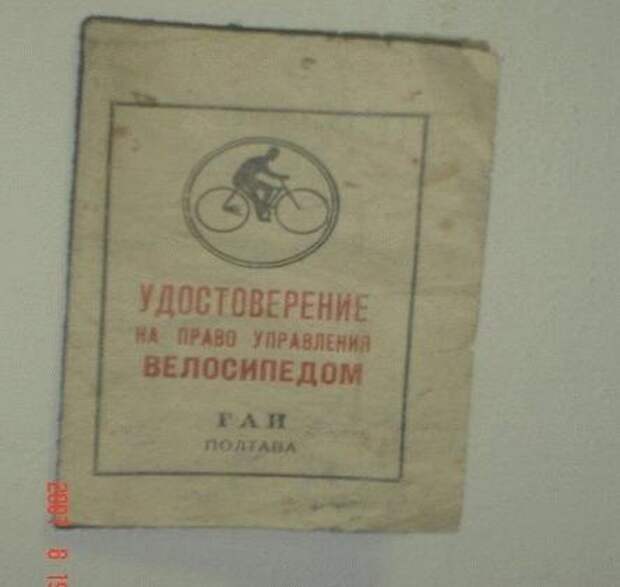 УДОСТОВЕРЕНИЕ
НА ПРАВО УПРАВЛЕНИЯ
ВЕЛОСИПЕДОМ
ГАИ
ПОЛТАВА